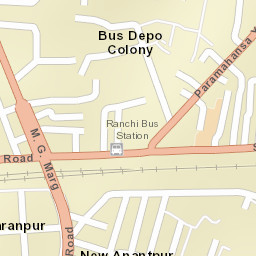 Bus Depo
Colony
Paramahansa Y
Ranchi Bus
Station
M. G. Marg
Road
S
aranpur
Road
New Anantpur